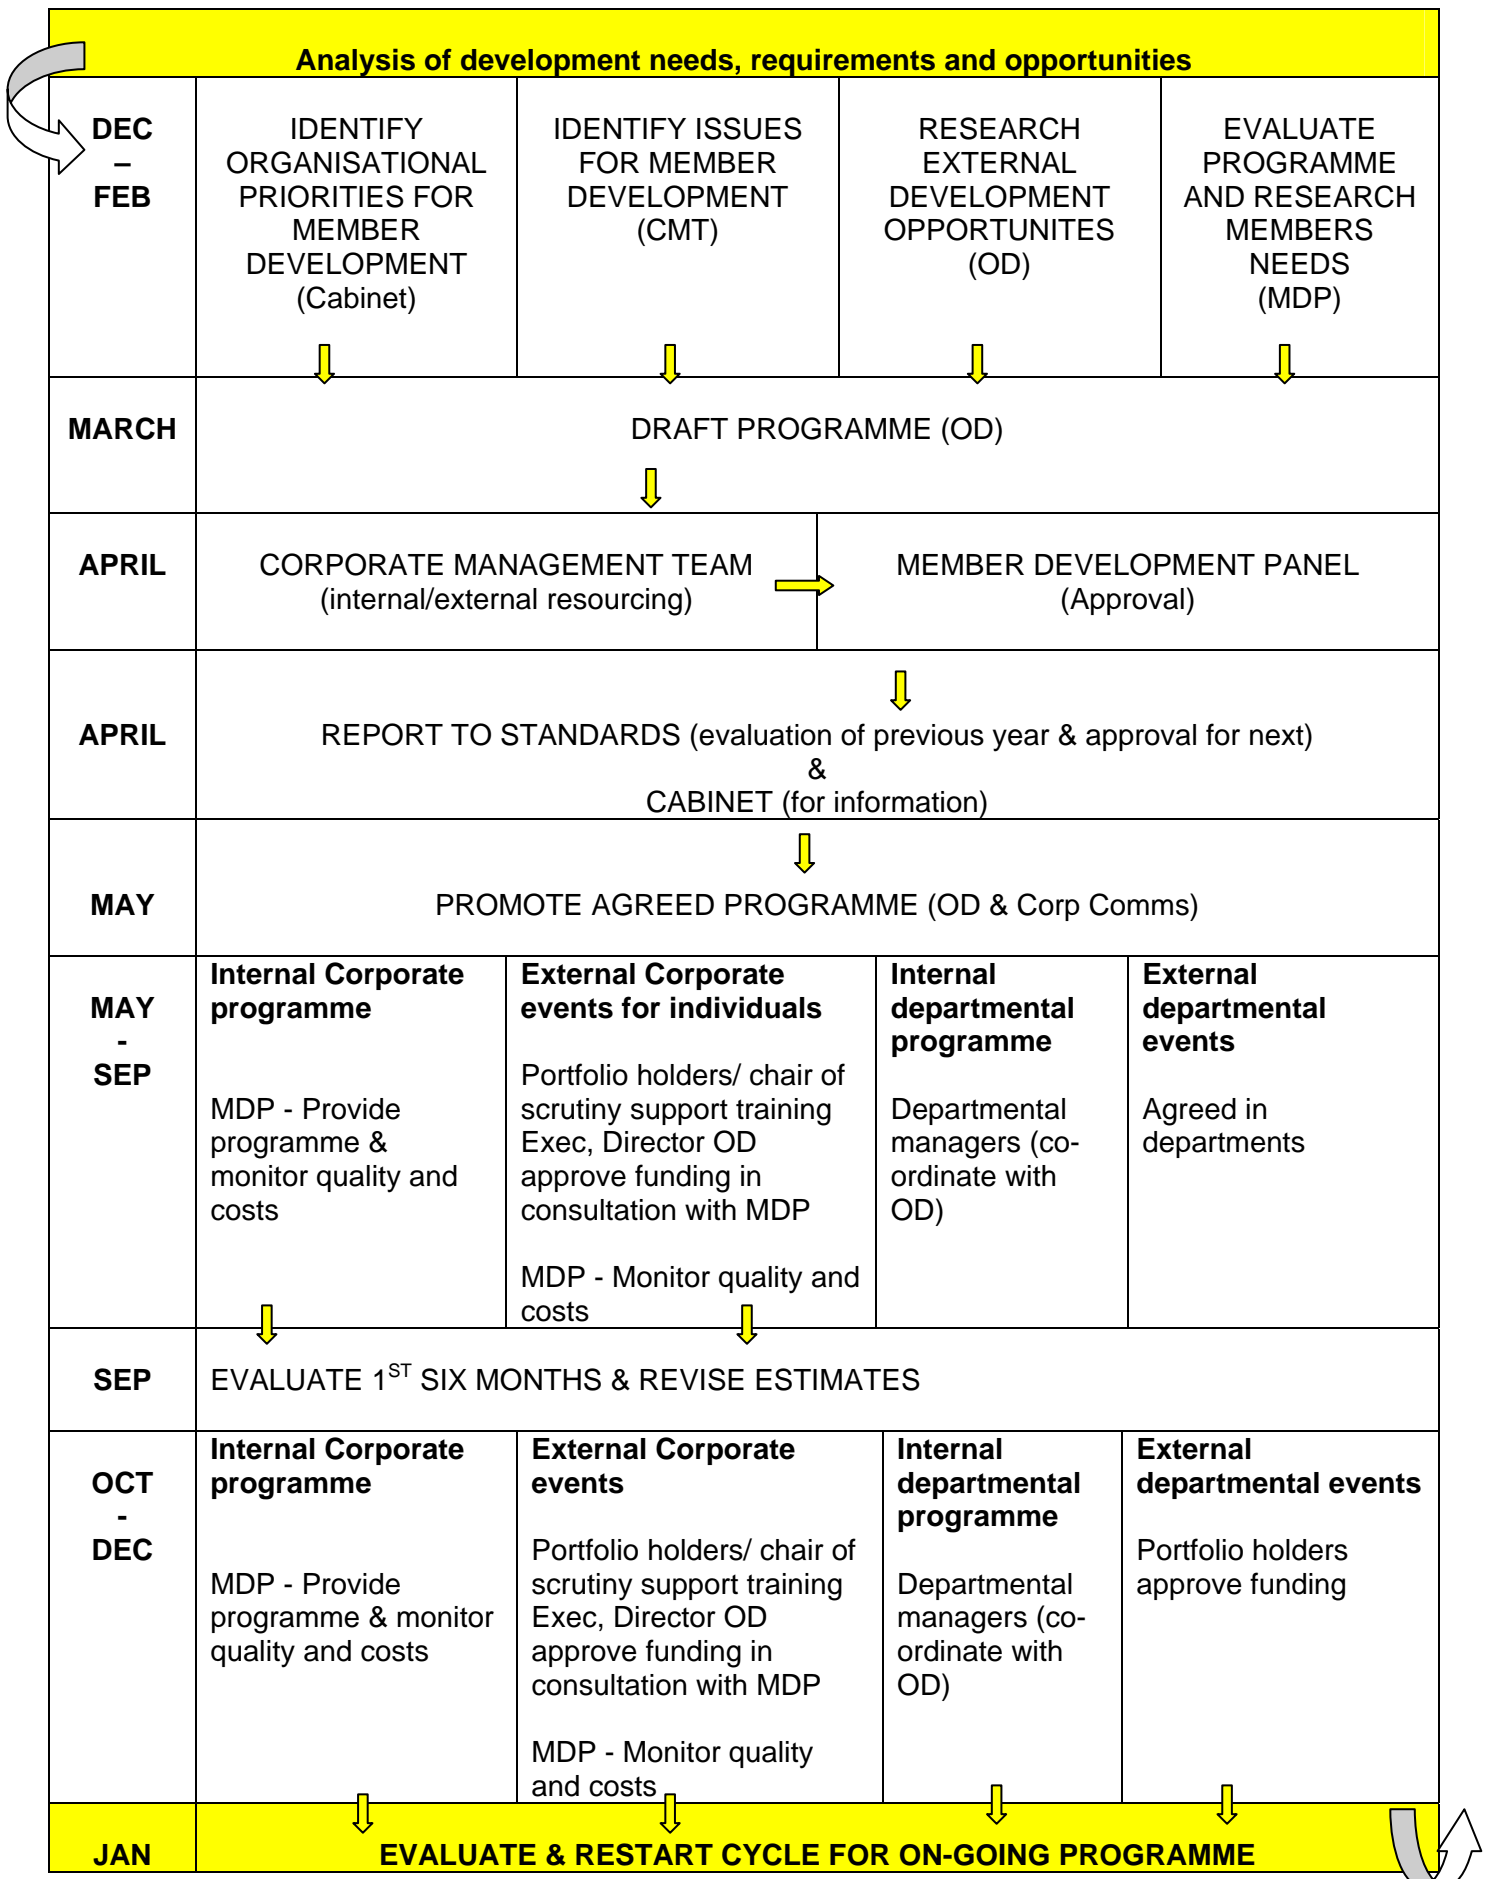 Analysis of development needs, requirements and opportunities
DEC
–
FEB
IDENTIFY
ORGANISATIONAL
PRIORITIES FOR
MEMBER
DEVELOPMENT
(Cabinet)
IDENTIFY ISSUES
FOR MEMBER
DEVELOPMENT
(CMT)
RESEARCH
EXTERNAL
DEVELOPMENT
OPPORTUNITES
(OD)
EVALUATE
PROGRAMME
AND RESEARCH
MEMBERS
NEEDS
(MDP)
MARCH
DRAFT PROGRAMME (OD)
APRIL
CORPORATE MANAGEMENT TEAM
(internal/external resourcing)
MEMBER DEVELOPMENT PANEL
(Approval)
APRIL
REPORT TO STANDARDS (evaluation of previous year & approval for next)
&
CABINET (for information)
MAY
PROMOTE AGREED PROGRAMME (OD & Corp Comms)
MAY
-
SEP
Internal Corporate
programme
MDP - Provide
programme &
monitor quality and
costs
External Corporate
events for individuals
Portfolio holders/ chair of
scrutiny support training
Exec, Director OD
approve funding in
consultation with MDP
MDP - Monitor quality and
costs
Internal
departmental
programme
Departmental
managers (co-
ordinate with
OD)
External
departmental
events
Agreed in
departments
SEP
EVALUATE 1ST SIX MONTHS & REVISE ESTIMATES
OCT
-
DEC
Internal Corporate
programme
MDP - Provide
programme & monitor
quality and costs
External Corporate
events
Portfolio holders/ chair of
scrutiny support training
Exec, Director OD
approve funding in
consultation with MDP
MDP - Monitor quality
and costs
Internal
departmental
programme
Departmental
managers (co-
ordinate with
OD)
External
departmental events
Portfolio holders
approve funding
JAN
EVALUATE & RESTART CYCLE FOR ON-GOING PROGRAMME